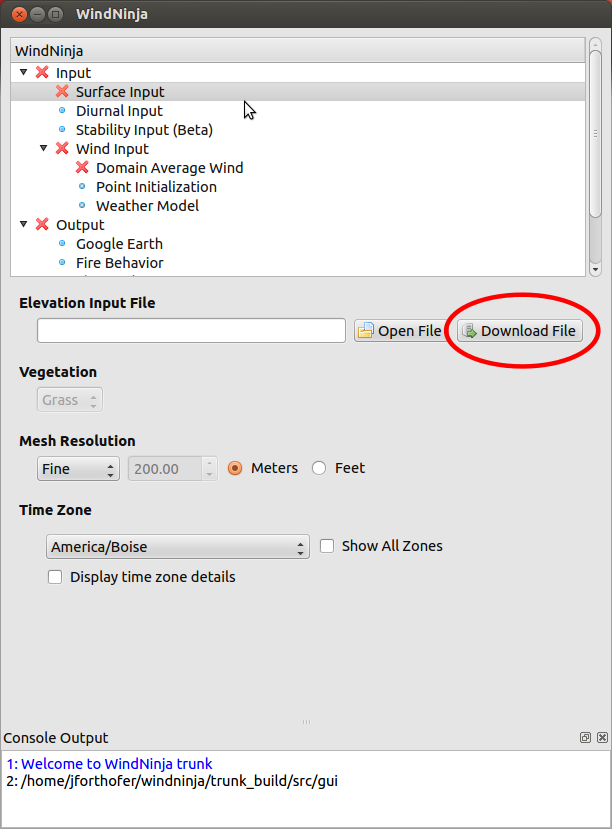 WindNinja
WindNinja
Input
Surface Input
Diurnal Input
Stability Input (Beta)
Wind Input
Domain Average Wind
Point Initialization
Weather Model
Output
Google Earth
Fire Behavior
Elevation Input File
Open File Download File
Vegetation
Grass
Mesh Resolution
Fine 200.00 Meters Feet
Time Zone
America/Boise Show All Zones
Display time zone details
Console Output
1: Welcome to WindNinja trunk
2: /home/jforthofer/windninja/trunk_build/src/gui